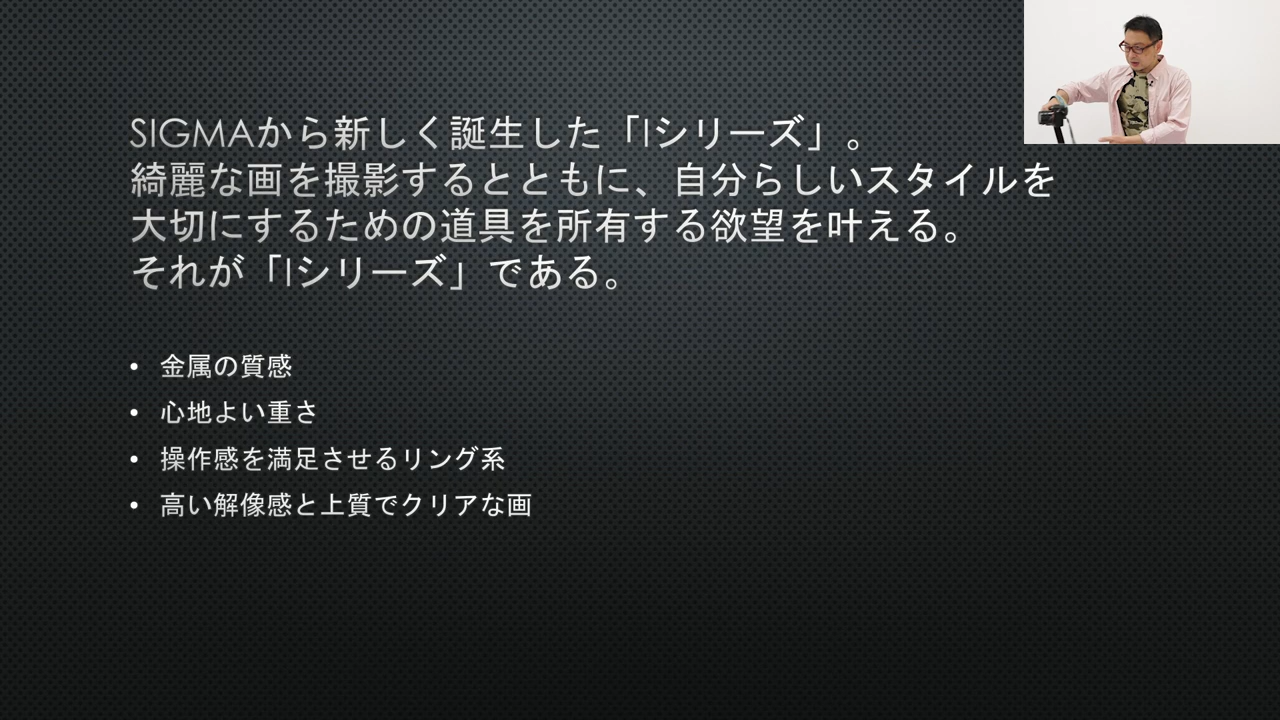 SIGMAから新しく誕生した「Iシリーズ」。
綺麗な画を撮影するとともに、自分らしいスタイルを
大切にするための道具を所有する欲望を叶える。
それが「Iシリーズ」である。
• 金属の質感
• 心地よい重さ
• 操作感を満足させるリング系
• 高い解像感と上質でクリアな画